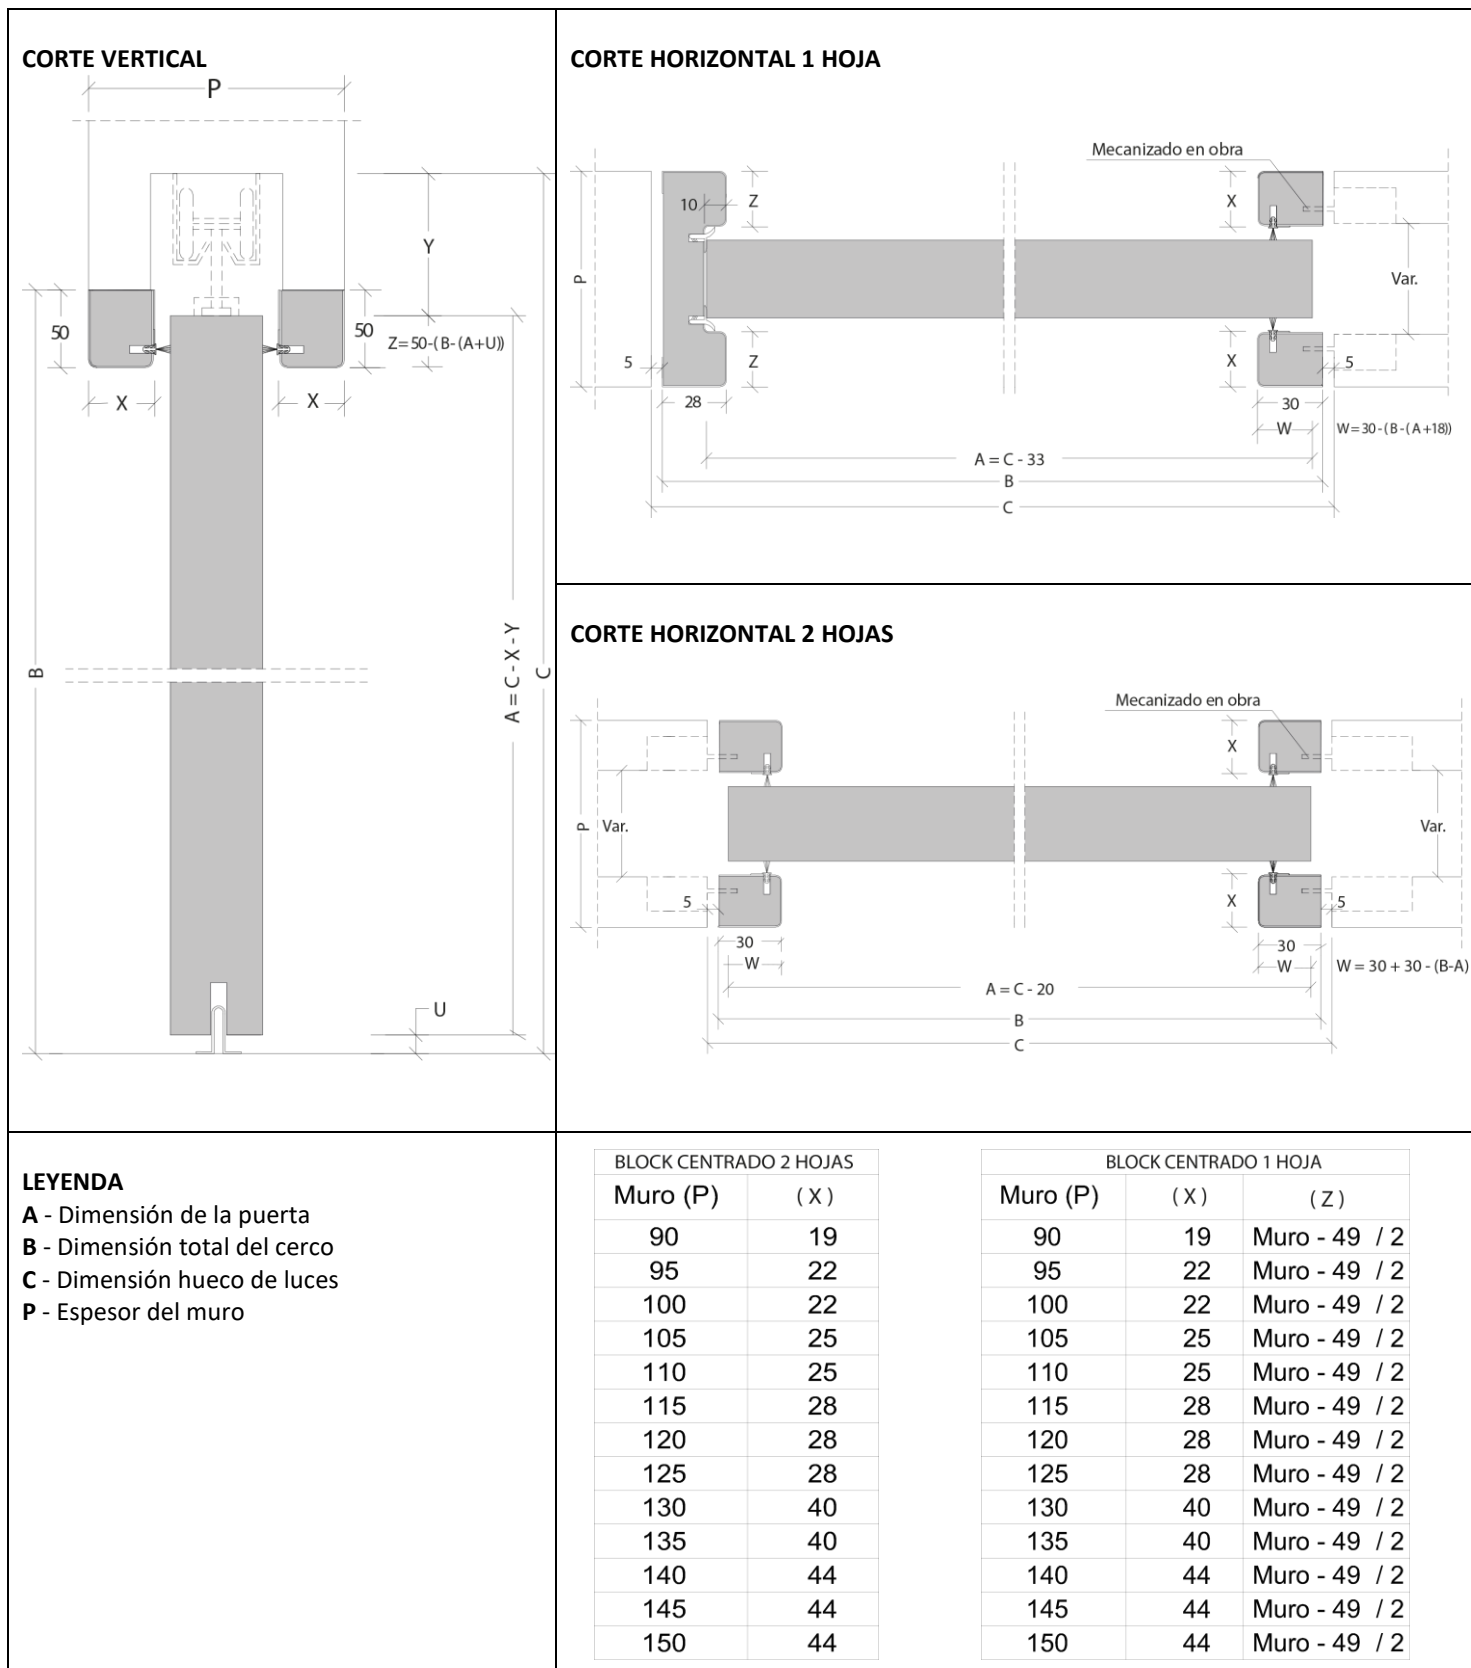 CORTE VERTICAL
P
Y
50
50
Z=50-(B-(A+U))
X
X
B
A = C - X - Y
C
U
CORTE HORIZONTAL 1 HOJA
Mecanizado en obra
10
Z
X
P
Var.
5
Z
X
5
28
30
W
W=30-(B-(A+18))
A = C - 33
B
C
CORTE HORIZONTAL 2 HOJAS
Mecanizado en obra
X
P
Var.
Var.
5
X
5
30
30
W
W
W = 30 + 30 - (B-A)
A = C - 20
B
C
LEYENDA
A - Dimensión de la puerta
B - Dimensión total del cerco
C - Dimensión hueco de luces
P - Espesor del muro
BLOCK CENTRADO 2 HOJAS
Muro (P) (X)
90 19
95 22
100 22
105 25
110 25
115 28
120 28
125 28
130 40
135 40
140 44
145 44
150 44
BLOCK CENTRADO 1 HOJA
Muro (P) (X) (Z)
90 19 Muro - 49 / 2
95 22 Muro - 49 / 2
100 22 Muro - 49 / 2
105 25 Muro - 49 / 2
110 25 Muro - 49 / 2
115 28 Muro - 49 / 2
120 28 Muro - 49 / 2
125 28 Muro - 49 / 2
130 40 Muro - 49 / 2
135 40 Muro - 49 / 2
140 44 Muro - 49 / 2
145 44 Muro - 49 / 2
150 44 Muro - 49 / 2